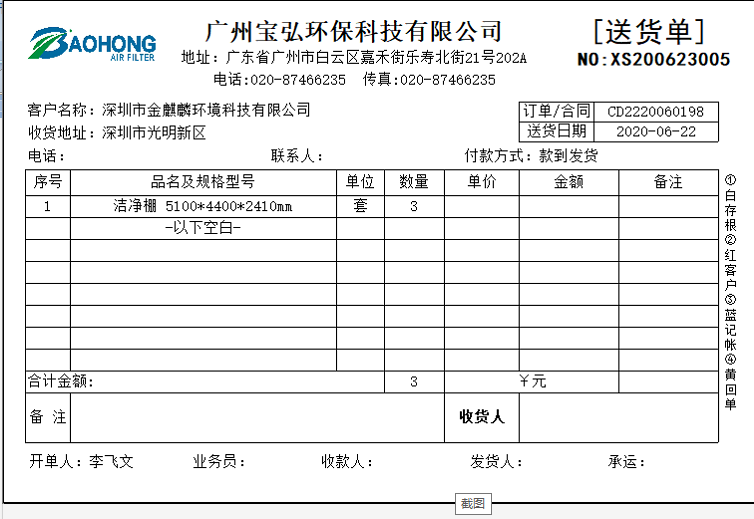 BAOHONG
AIR FILTER
广州宝弘环保科技有限公司
[送货单]
地址：广东省广州市白云区嘉禾街乐寿北街21号202A
NO:XS200623005
电话:020-87466235 传真:020-87466235
客户名称：深圳市金麒麟环境科技有限公司
订单/合同 CD2220060198
收货地址：深圳市光明新区
送货日期 2020-06-22
电话： 联系人： 付款方式：款到发货
序号 品名及规格型号 单位 数量 单价 金额 备注
1 洁净棚 5100*4400*2410mm 套 3
-以下空白-
合计金额： 3 ￥元
备 注 收货人
开单人：李飞文 业务员： 收款人： 发货人： 承运：
①白存根②红客户③蓝记帐④黄回单
截图